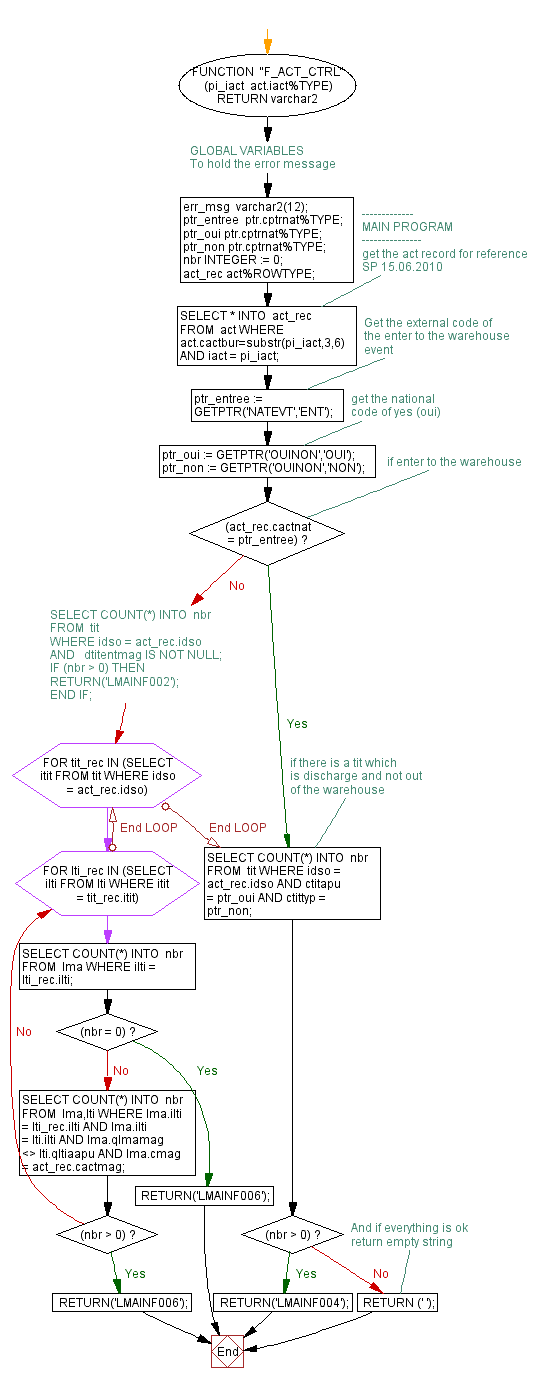 FUNCTION "F_ACT_CTRL"
(pi_iact act.iact%TYPE)
RETURN varchar2
GLOBAL VARIABLES
To hold the error message
err_msg varchar2(12);
ptr_entree ptr.cptrnat%TYPE;
ptr_oui ptr.cptrnat%TYPE;
ptr_non ptr.cptrnat%TYPE;
nbr INTEGER := 0;
act_rec act%ROWTYPE;
-------------
MAIN PROGRAM
---------------
get the act record for reference
SP 15.06.2010
SELECT * INTO act_rec
FROM act WHERE
act.cactbur=substr(pi_iact,3,6)
AND iact = pi_iact;
Get the external code of
the enter to the warehouse
event
ptr_entree :=
GETPTR('NATEVT','ENT');
get the national
code of yes (oui)
ptr_oui := GETPTR('OUINON','OUI');
ptr_non := GETPTR('OUINON','NON');
if enter to the warehouse
(act_rec.cactnat
= ptr_entree) ?
No
SELECT COUNT(*) INTO nbr
FROM tit
WHERE idso = act_rec.idso
AND dtitentmag IS NOT NULL;
IF (nbr > 0) THEN
RETURN('LMAINF002');
END IF;
Yes
FOR tit_rec IN (SELECT
itit FROM tit WHERE idso
= act_rec.idso)
if there is a tit which
is discharge and not out
of the warehouse
End LOOP
End LOOP
FOR lti_rec IN (SELECT
ilti FROM lti WHERE itit
= tit_rec.itit)
SELECT COUNT(*) INTO nbr
FROM tit WHERE idso =
act_rec.idso AND ctitapu
= ptr_oui AND ctittyp =
ptr_non;
SELECT COUNT(*) INTO nbr
FROM lma WHERE ilti =
lti_rec.ilti;
No
(nbr = 0) ?
No
Yes
SELECT COUNT(*) INTO nbr
FROM lma,lti WHERE lma.ilti
= lti_rec.ilti AND lma.ilti
= lti.ilti AND lma.qlmamag
<> lti.qltiaapu AND lma.cmag
= act_rec.cactmag;
RETURN('LMAINF006');
(nbr > 0) ?
(nbr > 0) ?
And if everything is ok
return empty string
Yes
Yes
No
RETURN('LMAINF006');
RETURN('LMAINF004');
RETURN (' ');
End